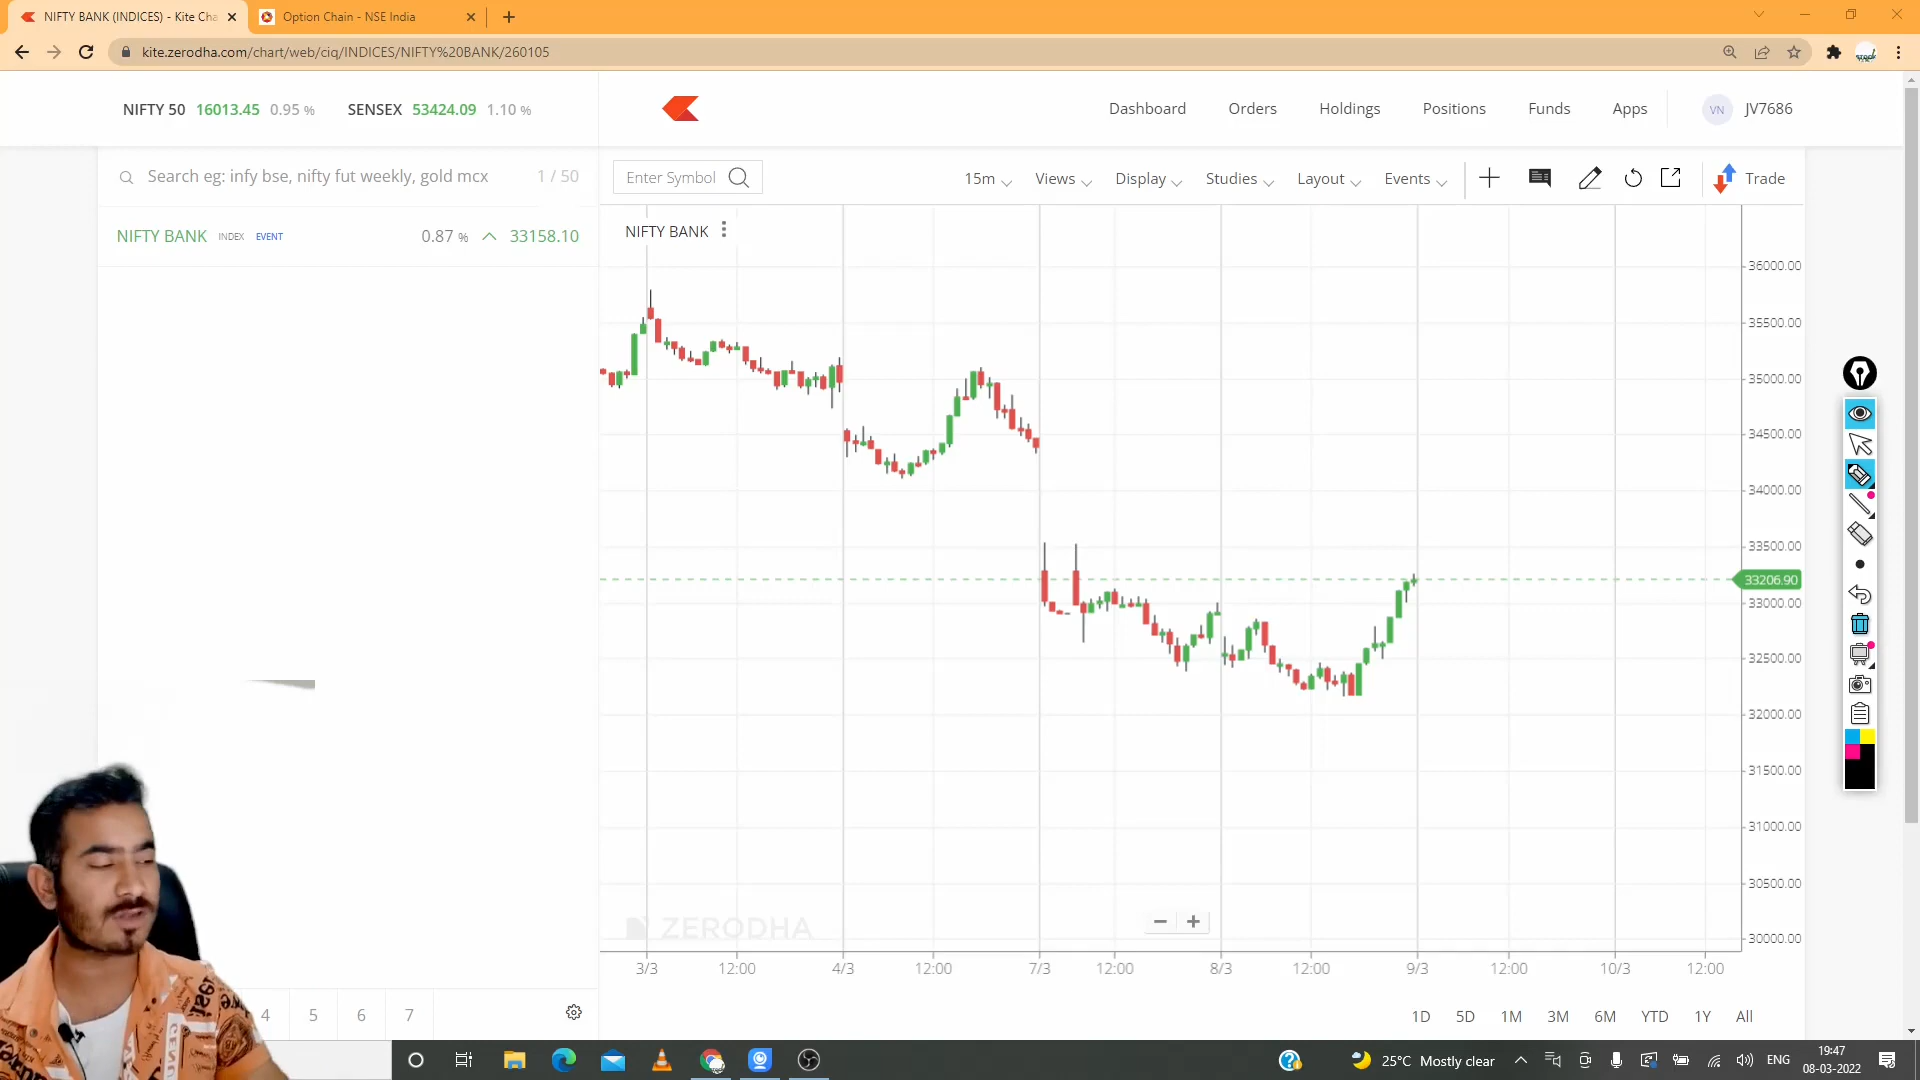 NIFTY BANK (INDICES) - Kite Cha
Option Chain - NSE India
kite.zerodha.com/chart/web/ciq/INDICES/NIFTY%20BANK/260105
NIFTY 50 16013.45 0.95 % SENSEX 53424.09 1.10 %
Dashboard Orders Holdings Positions Funds Apps VN JV7686
Search eg: infy bse, nifty fut weekly, gold mcx 1 / 50
Enter Symbol 15m Views Display Studies Layout Events Trade
NIFTY BANK INDEX EVENT 0.87 % 33158.10
NIFTY BANK
36000.00
35500.00
35000.00
34500.00
34000.00
33500.00
33206.90
33000.00
32500.00
32000.00
31500.00
31000.00
30500.00
30000.00
ZERODHA
3/3 12:00 4/3 12:00 7/3 12:00 8/3 12:00 9/3 12:00 10/3 12:00
4 5 6 7
1D 5D 1M 3M 6M YTD 1Y All
25°C Mostly clear ENG
19:47
08-03-2022